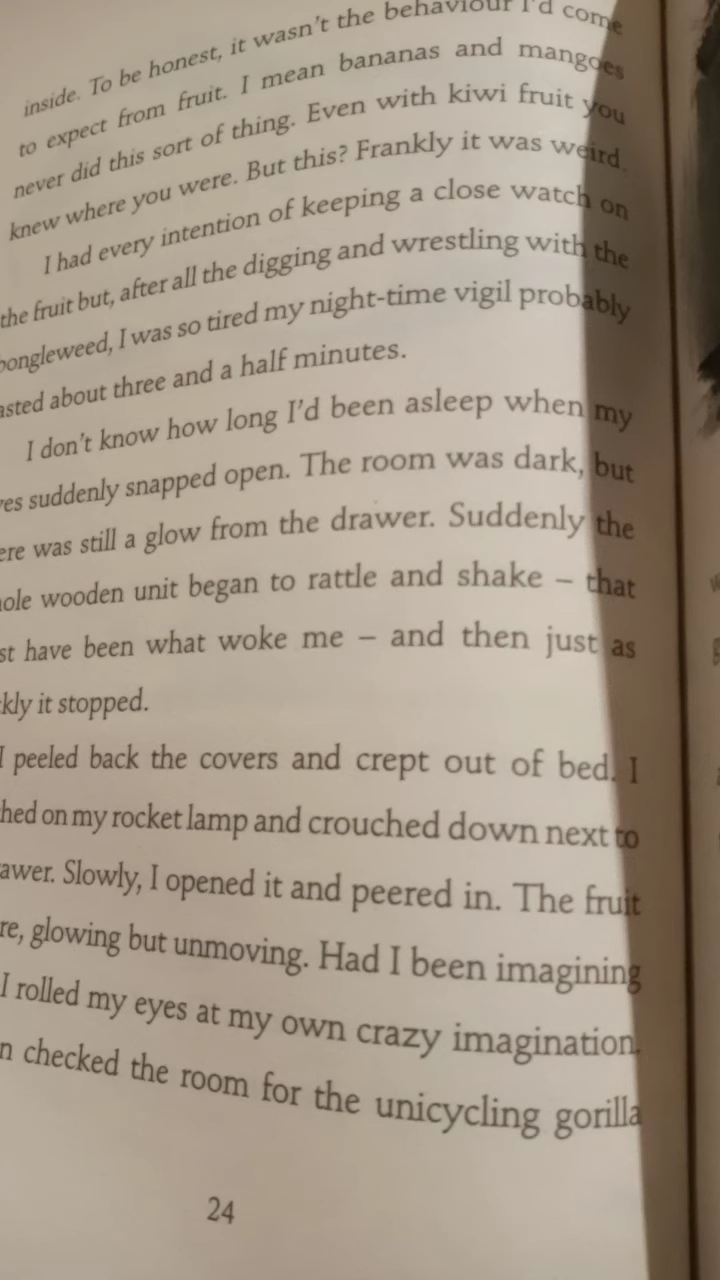 inside. To be honest, it wasn't the behaviour I'd come
to expect from fruit. I mean bananas and mangoes
never did this sort of thing. Even with kiwi fruit you
knew where you were. But this? Frankly it was weird.
I had every intention of keeping a close watch on
the fruit but, after all the digging and wrestling with the
pongleweed, I was so tired my night-time vigil probably
asted about three and a half minutes.
I don't know how long I'd been asleep when my
es suddenly snapped open. The room was dark, but
ere was still a glow from the drawer. Suddenly the
ole wooden unit began to rattle and shake – that
st have been what woke me – and then just as
kly it stopped.
I peeled back the covers and crept out of bed. I
hed on my rocket lamp and crouched down next to
awer. Slowly, I opened it and peered in. The fruit
re, glowing but unmoving. Had I been imagining
I rolled my eyes at my own crazy imagination.
n checked the room for the unicycling gorilla
24